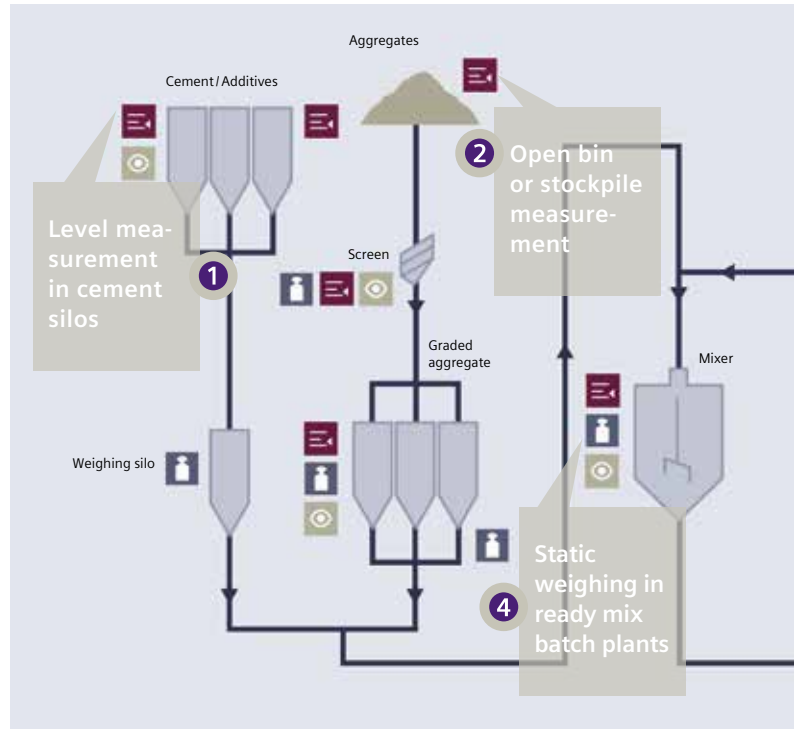 Aggregates
Cement/Additives
2
Open bin
or stockpile
measure-
ment
Level mea-
surement
in cement
silos
1
Screen
Graded
aggregate
Mixer
Weighing silo
Static
weighing in
ready mix
batch plants
4